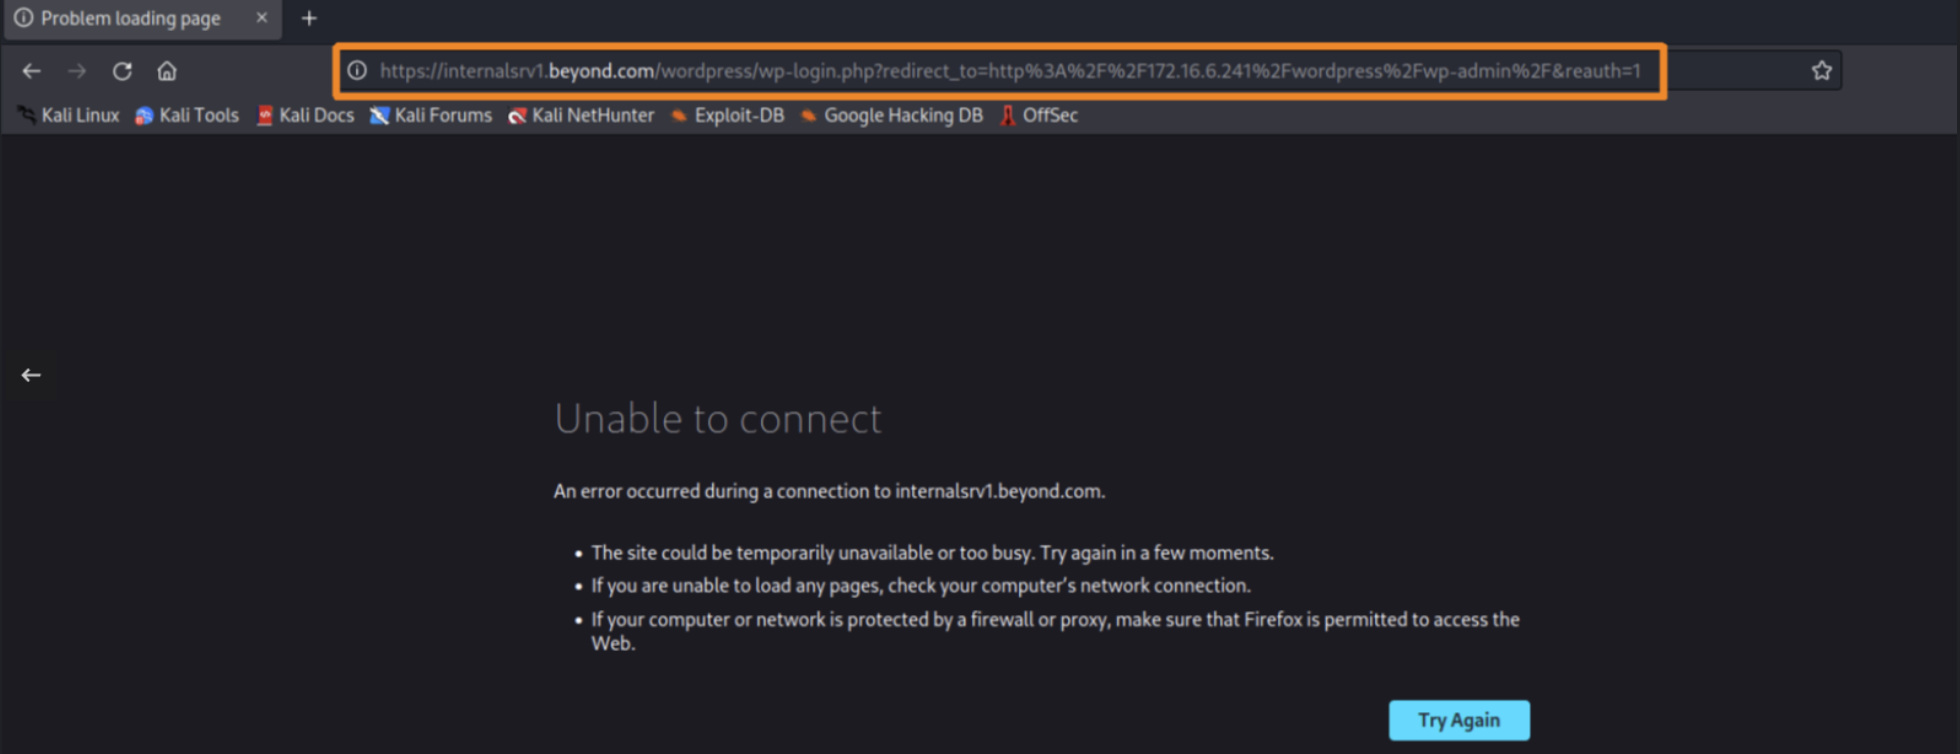 Problem loading page
https://internalsrv1.beyond.com/wordpress/wp-login.php?redirect_to=http%3A%2F%2F172.16.6.241%2Fwordpress%2Fwp-admin%2F&reauth=1
Kali Linux Kali Tools Kali Docs Kali Forums Kali NetHunter Exploit-DB Google Hacking DB OffSec
Unable to connect
An error occurred during a connection to internalsrv1.beyond.com.
• The site could be temporarily unavailable or too busy. Try again in a few moments.
• If you are unable to load any pages, check your computer's network connection.
• If your computer or network is protected by a firewall or proxy, make sure that Firefox is permitted to access the
Web.
Try Again